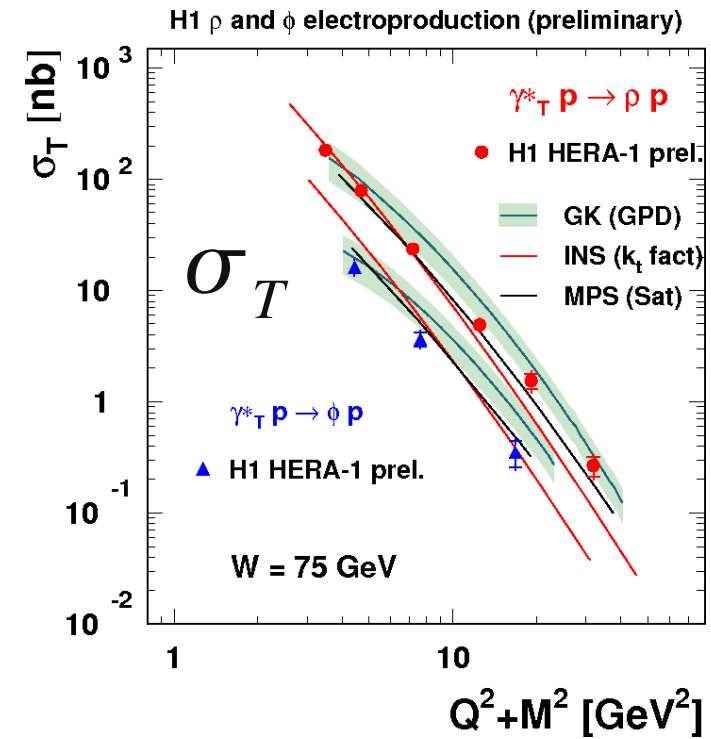 H1 ρ and ϕ electroproduction (preliminary)
σT [nb]
10³
10²
10
1
10⁻¹
10⁻²
γ*T p → ρ p
H1 HERA-1 prel.
GK (GPD)
INS (kt fact)
MPS (Sat)
σT
γ*T p → ϕ p
H1 HERA-1 prel.
W = 75 GeV
1
10
Q²+M² [GeV²]